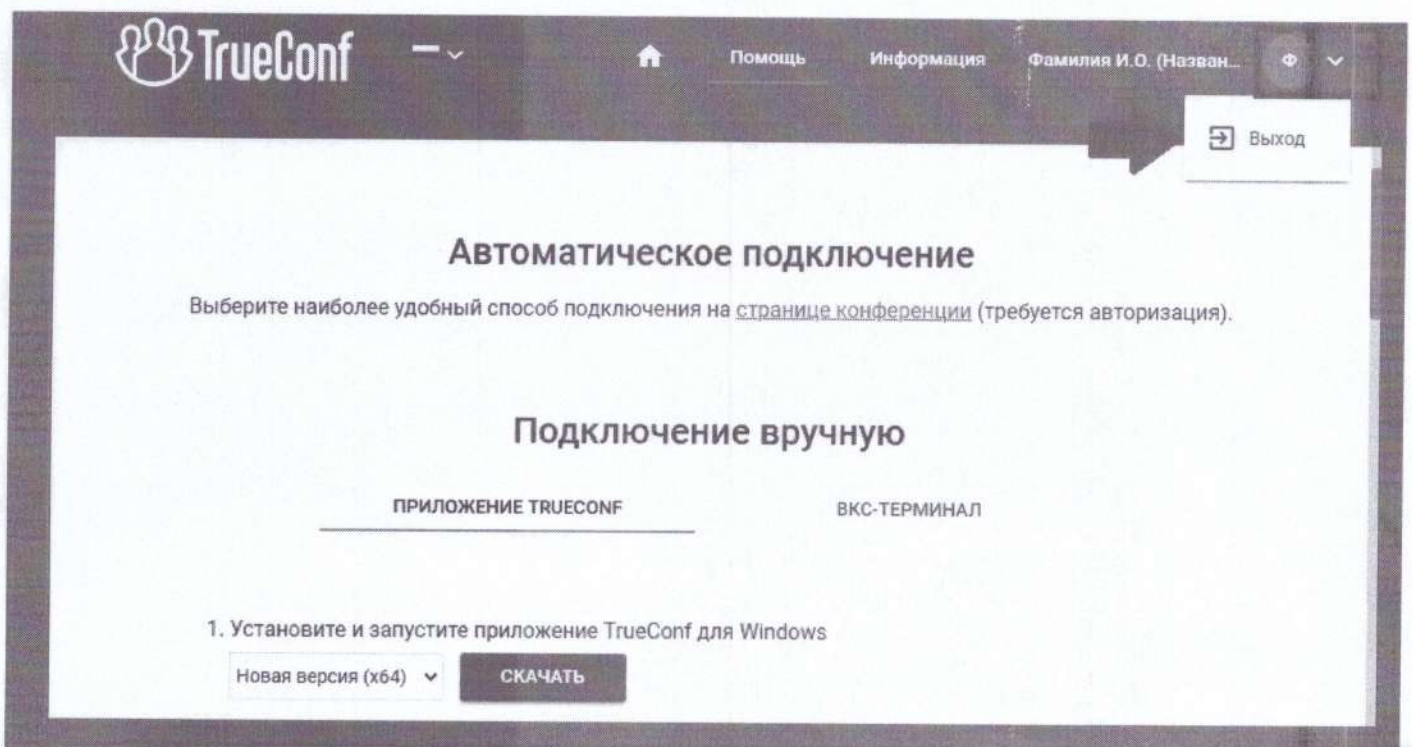 TrueConf
Помощь
Информация
Фамилия И.О. (Назван...
Ф
Выход
Автоматическое подключение
Выберите наиболее удобный способ подключения на странице конференции (требуется авторизация).
Подключение вручную
ПРИЛОЖЕНИЕ TRUECONF
ВКС-ТЕРМИНАЛ
1. Установите и запустите приложение TrueConf для Windows
Новая версия (x64)
СКАЧАТЬ